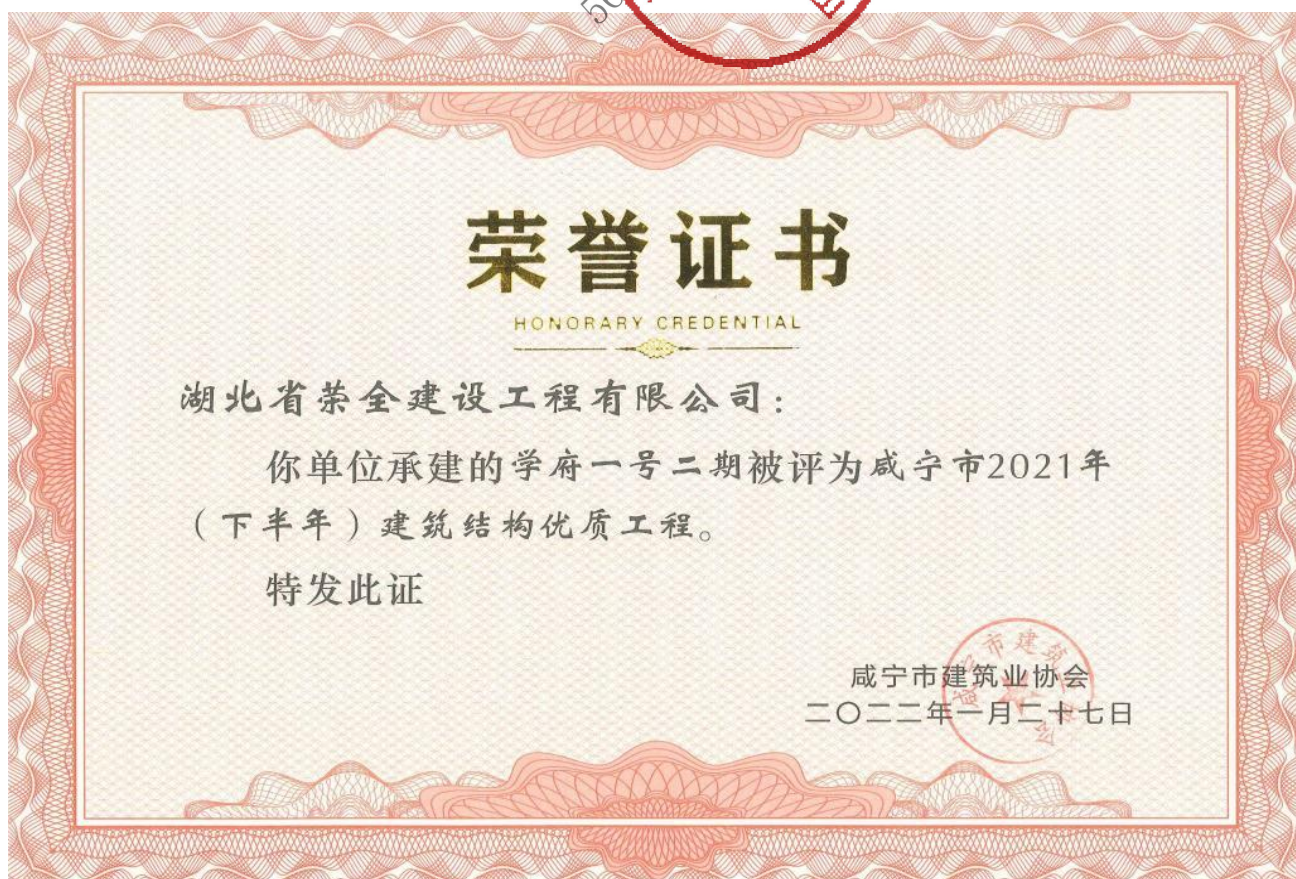 荣誉证书
HONORARY CREDENTIAL
湖北省荣全建设工程有限公司：
你单位承建的学府一号二期被评为咸宁市2021年
（下半年）建筑结构优质工程。
特发此证
咸宁市建筑业协会
二〇二二年一月二十七日